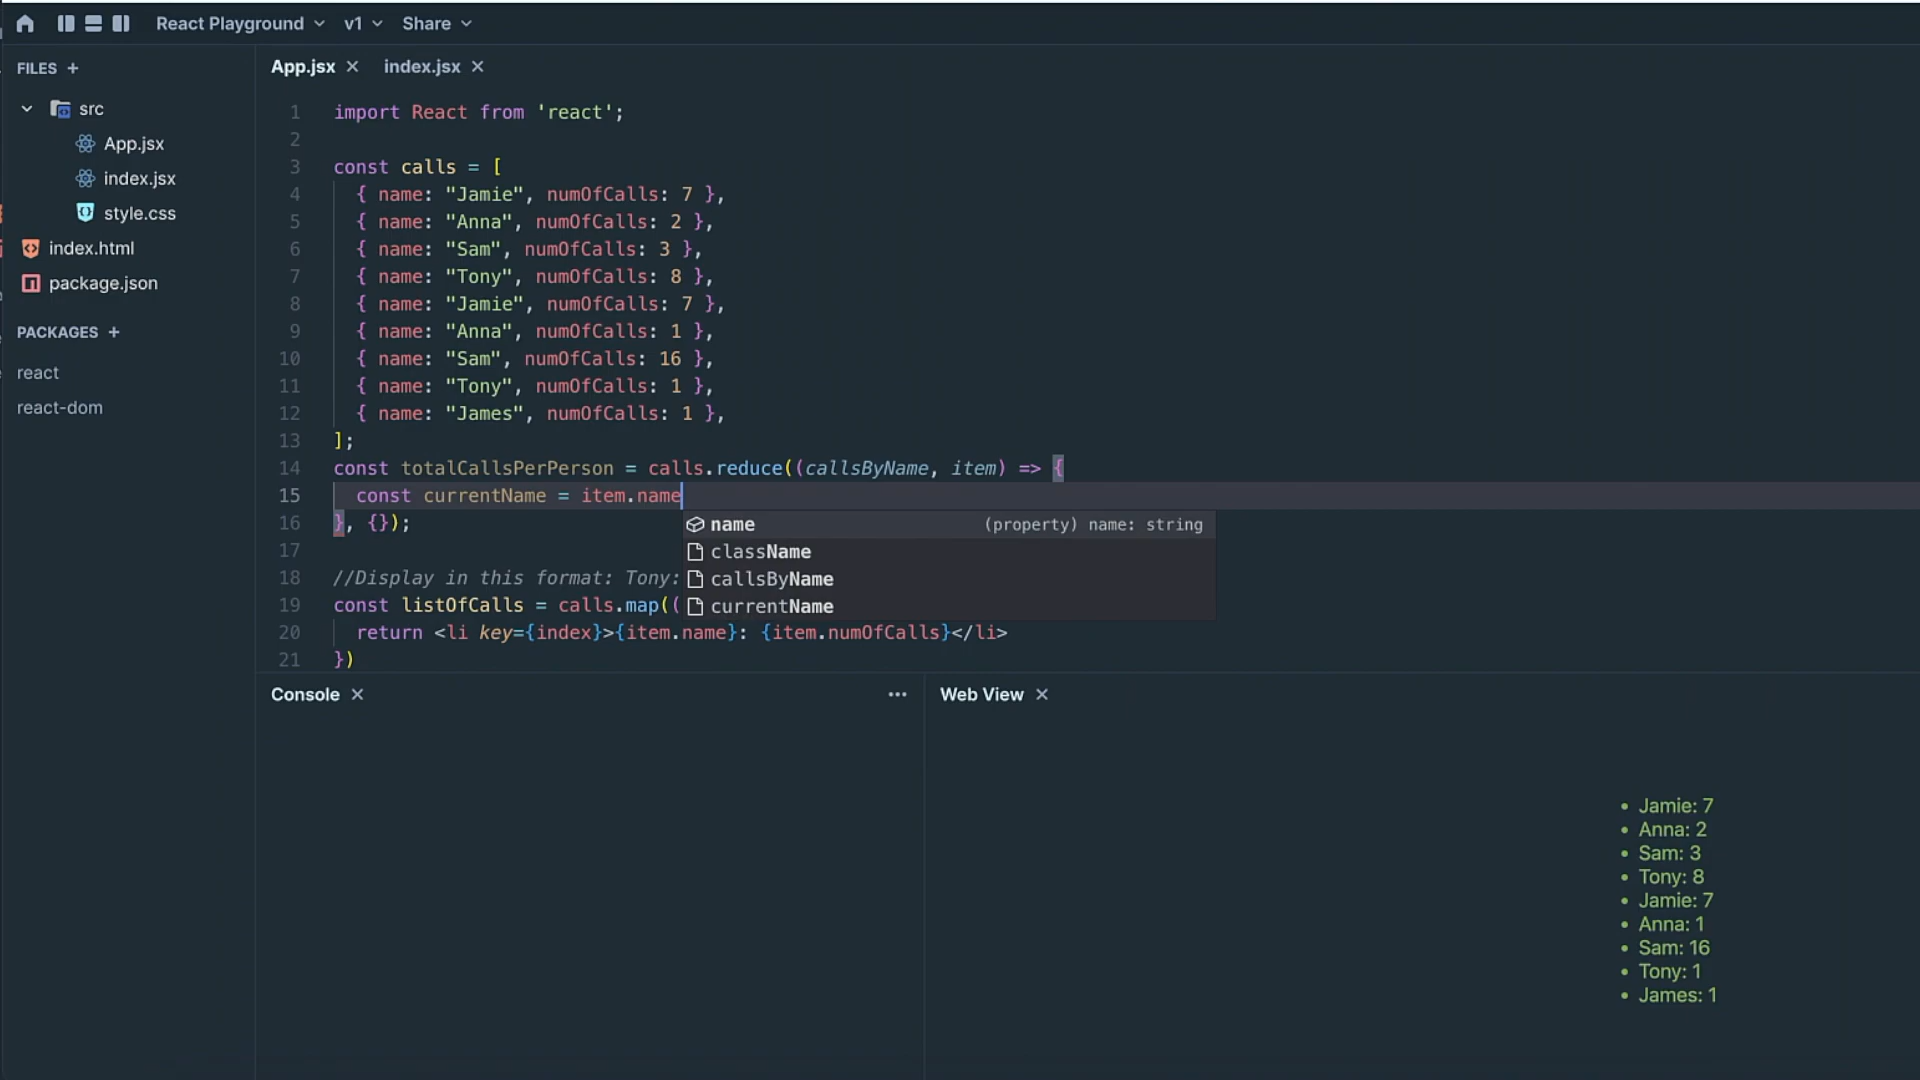 React Playground v1 Share
FILES +
src
App.jsx
index.jsx
style.css
index.html
package.json
PACKAGES +
react
react-dom
App.jsx × index.jsx ×
1 import React from 'react';
2
3 const calls = [
4 { name: "Jamie", numOfCalls: 7 },
5 { name: "Anna", numOfCalls: 2 },
6 { name: "Sam", numOfCalls: 3 },
7 { name: "Tony", numOfCalls: 8 },
8 { name: "Jamie", numOfCalls: 7 },
9 { name: "Anna", numOfCalls: 1 },
10 { name: "Sam", numOfCalls: 16 },
11 { name: "Tony", numOfCalls: 1 },
12 { name: "James", numOfCalls: 1 },
13 ];
14 const totalCallsPerPerson = calls.reduce((callsByName, item) => {
15 const currentName = item.name
16 }, {});
17
18 //Display in this format: Tony:
19 const listOfCalls = calls.map((
20 return <li key={index}>{item.name}: {item.numOfCalls}</li>
21 })
name (property) name: string
className
callsByName
currentName
Console × ···
Web View ×
• Jamie: 7
• Anna: 2
• Sam: 3
• Tony: 8
• Jamie: 7
• Anna: 1
• Sam: 16
• Tony: 1
• James: 1